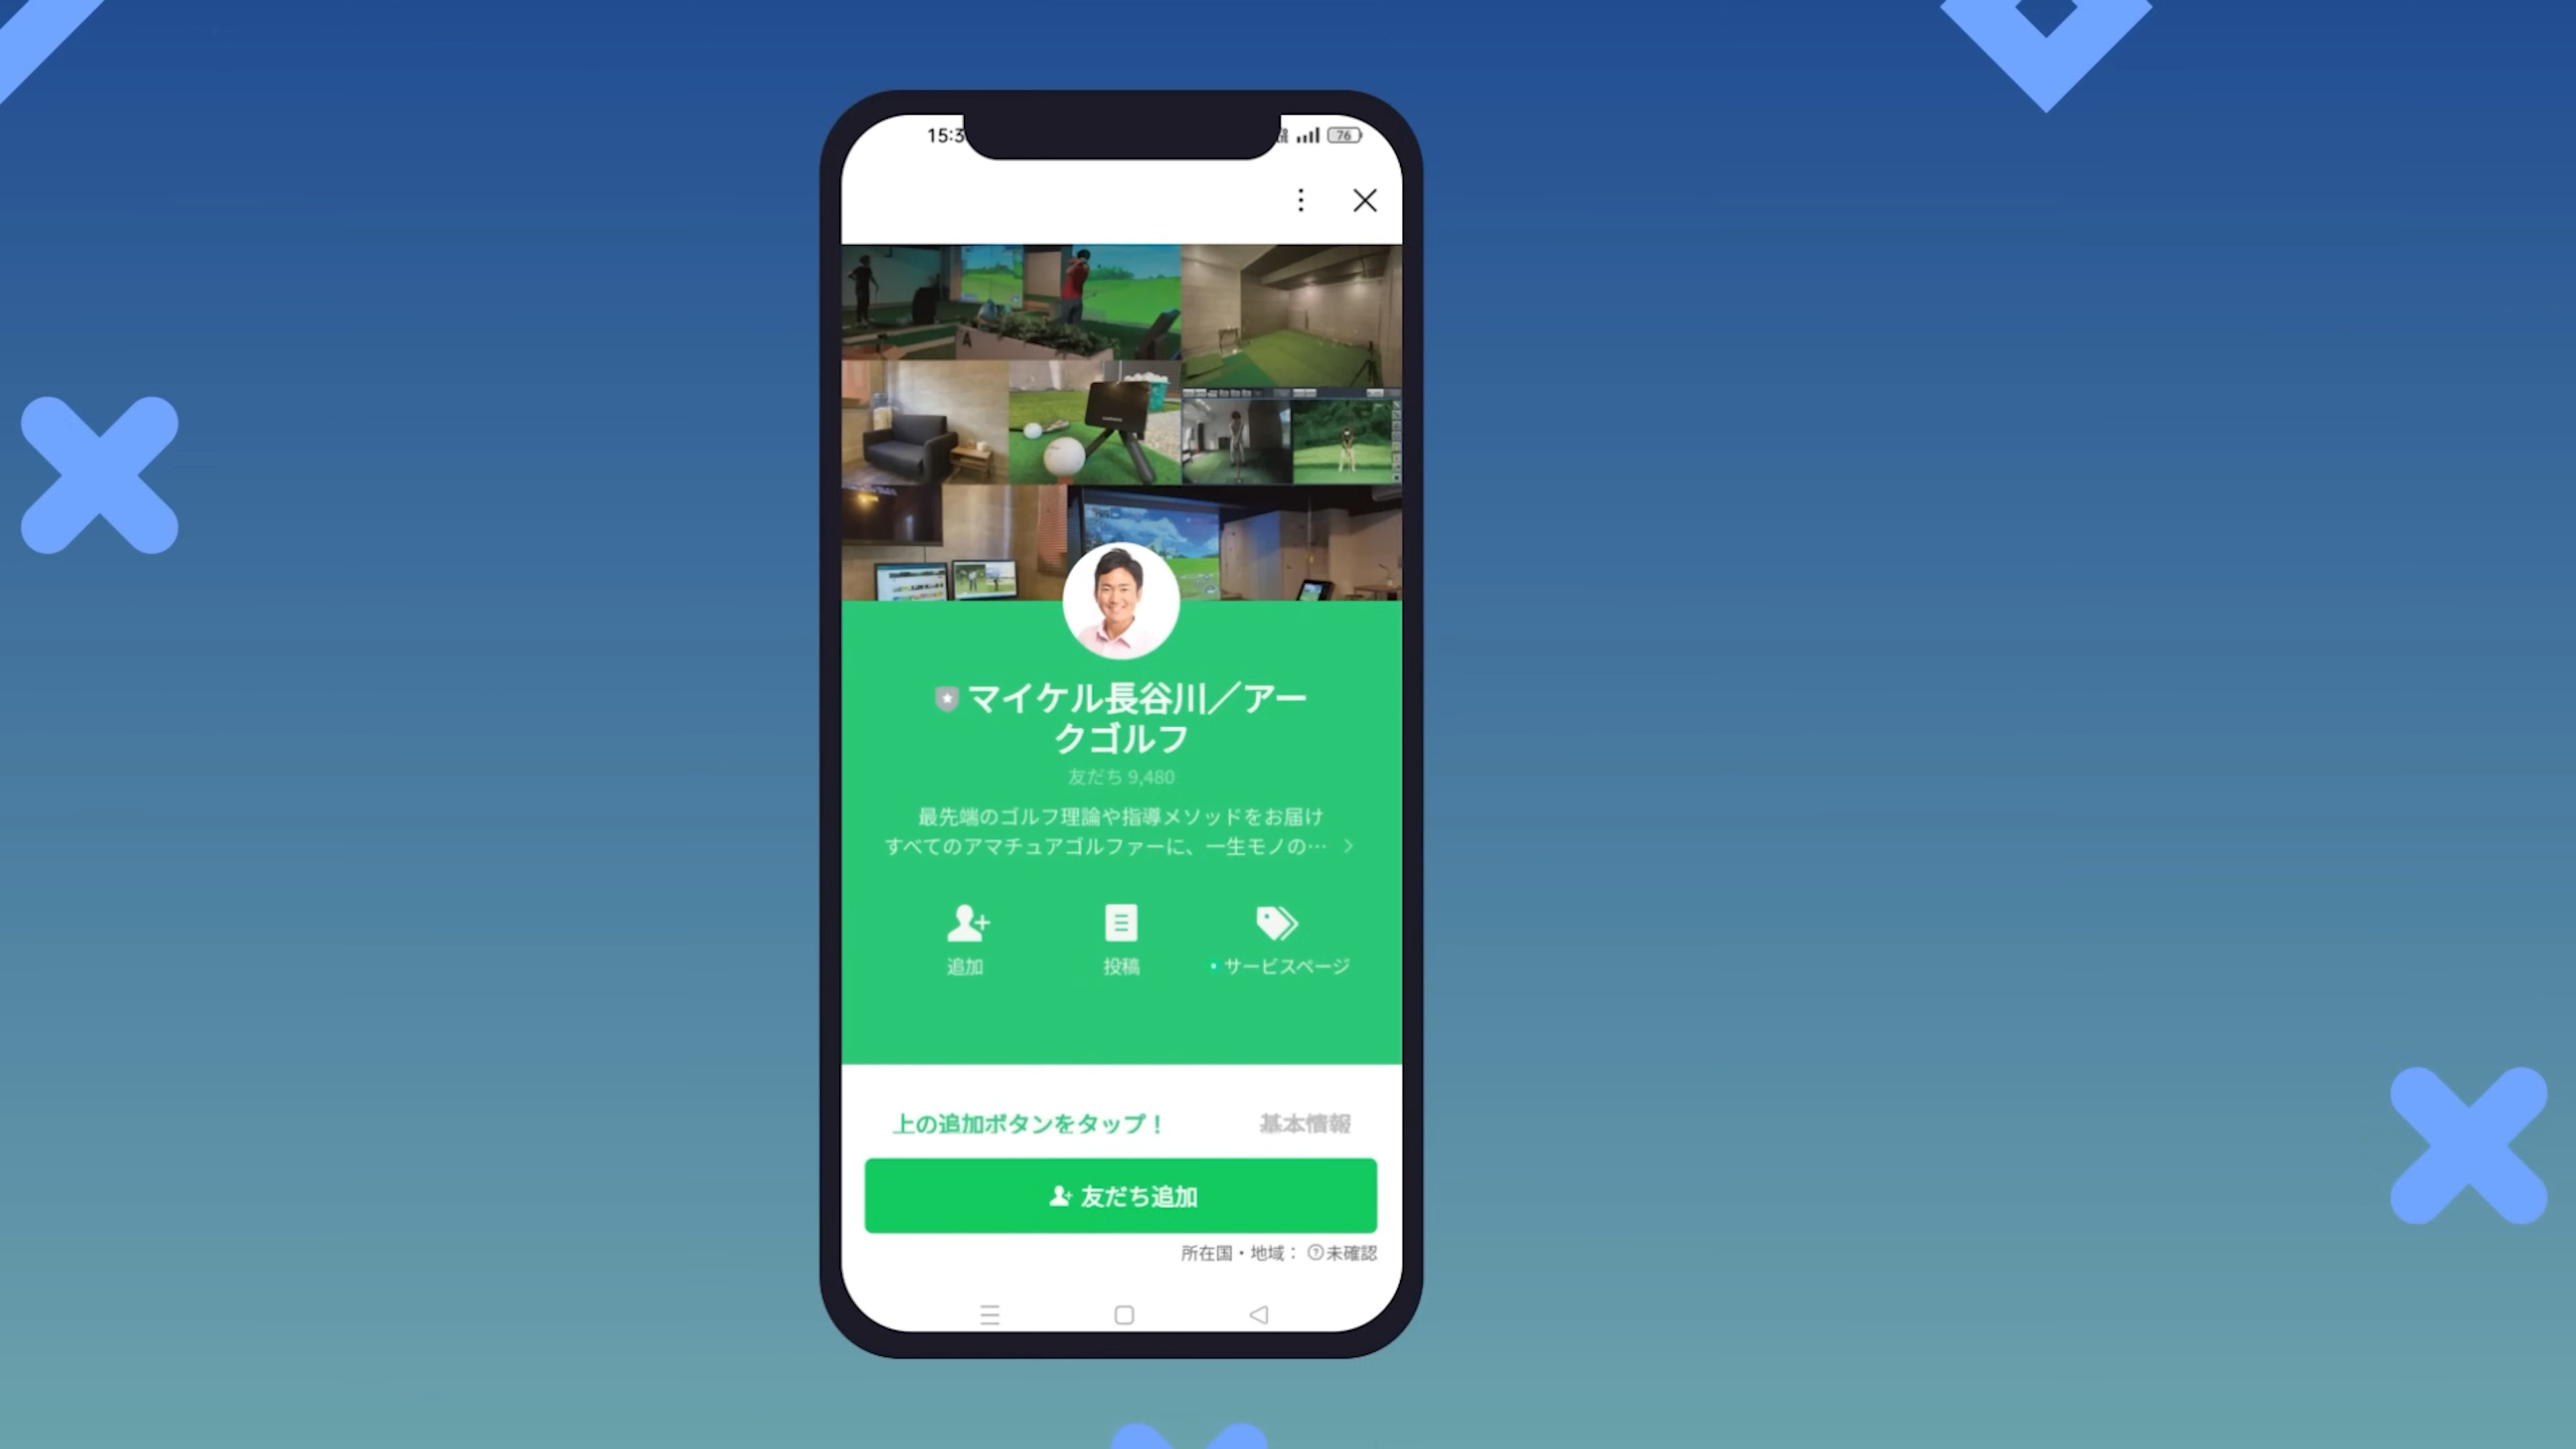 15:3
76
A
マイケル長谷川／アー
クゴルフ
友だち 9,480
最先端のゴルフ理論や指導メソッドをお届け
すべてのアマチュアゴルファーに、一生モノの…
追加
投稿
サービスページ
上の追加ボタンをタップ！
基本情報
友だち追加
所在国・地域：
未確認